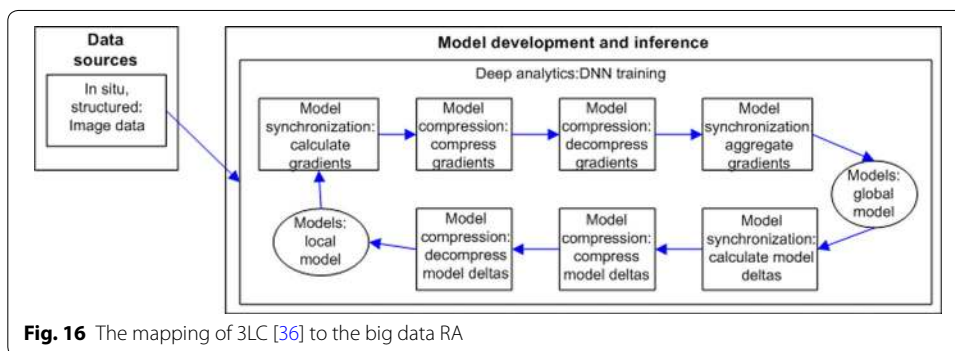 Data
sources
In situ,
structured:
Image data
Model development and inference
Deep analytics:DNN training
Model
synchronization:
calculate
gradients
Model
compression:
compress
gradients
Model
compression:
decompress
gradients
Model
synchronization:
aggregate
gradients
Models:
global
model
Model
synchronization:
calculate model
deltas
Model
compression:
compress
model deltas
Model
compression:
decompress
model deltas
Models:
local
model
Fig. 16 The mapping of 3LC [36] to the big data RA